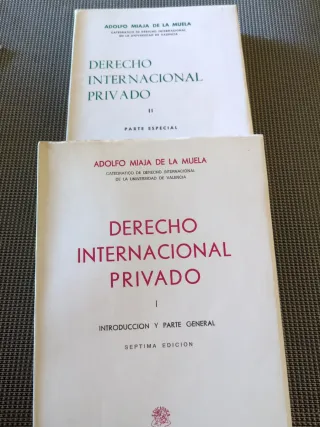 ADOLFO MIAJA DE LA MUELA
CATEDRATICO DE DERECHO INTERNACIONAL
DE LA UNIVERSIDAD DE VALENCIA
DERECHO
INTERNACIONAL
PRIVADO
II
PARTE ESPECIAL
ADOLFO MIAJA DE LA MUELA
CATEDRATICO DE DERECHO INTERNACIONAL
DE LA UNIVERSIDAD DE VALENCIA
DERECHO
INTERNACIONAL
PRIVADO
I
INTRODUCCION Y PARTE GENERAL
SEPTIMA EDICION